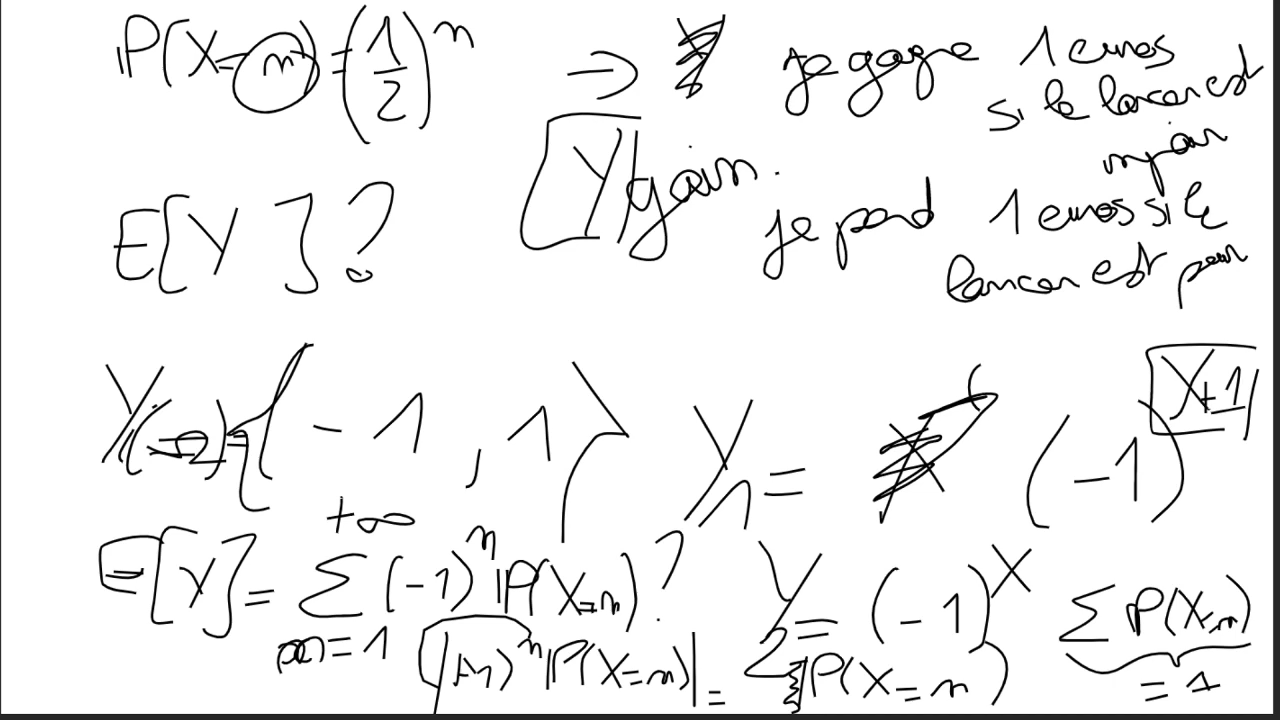 P(X=n) = (1/2)^n → je gagne 1 euros
si le lancer est
impair
Y gain.
E[Y]? je perd 1 euros si le
lancer est pair
Y(Ω) = {-1, 1} Y = (-1)^{X+1}
E[Y] = ∑_{n=1}^{+∞} (-1)^n P(X=n)? Y = (-1)^X ∑ P(X=n) = 1
|(-1)^n P(X=n)| = ∑ P(X=n)